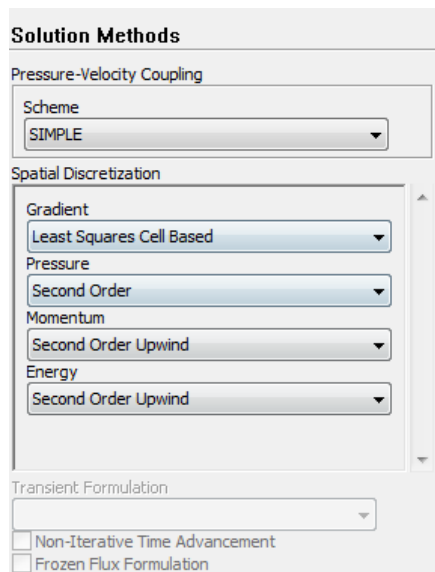 Solution Methods
Pressure-Velocity Coupling
Scheme
SIMPLE
Spatial Discretization
Gradient
Least Squares Cell Based
Pressure
Second Order
Momentum
Second Order Upwind
Energy
Second Order Upwind
Transient Formulation
Non-Iterative Time Advancement
Frozen Flux Formulation